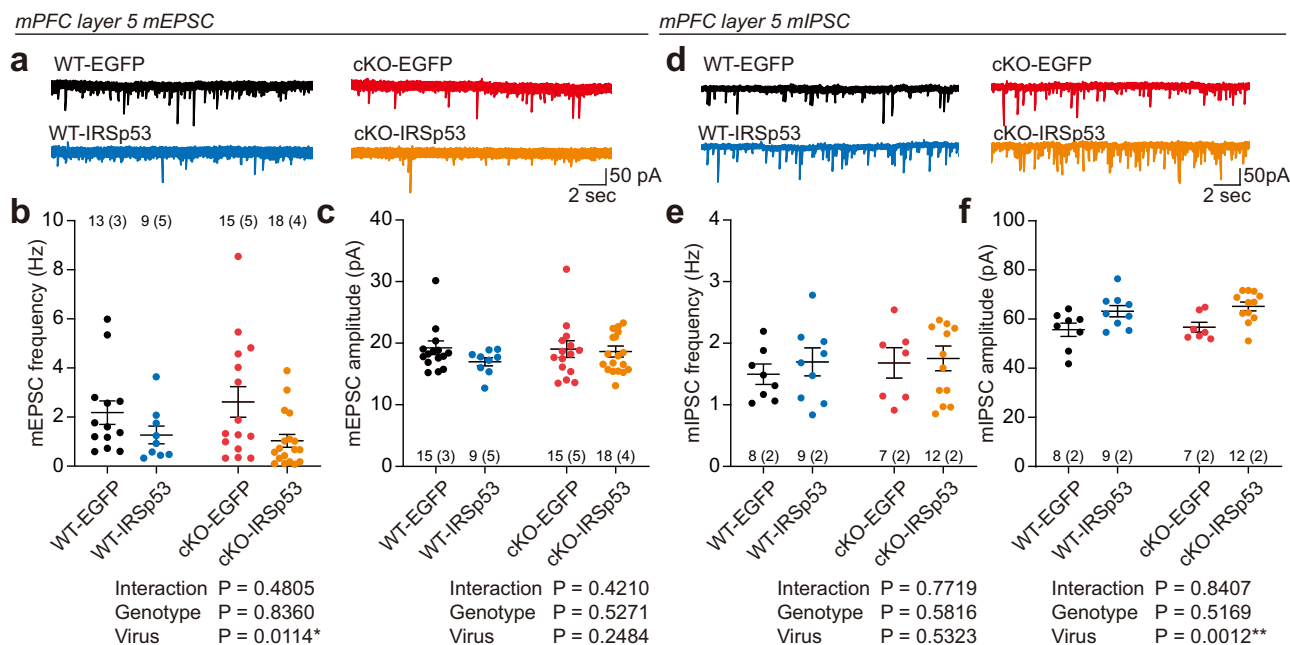 mPFC layer 5 mEPSC
mPFC layer 5 mIPSC
a
WT-EGFP
cKO-EGFP
WT-IRSp53
cKO-IRSp53
50 pA
2 sec
d
WT-EGFP
cKO-EGFP
WT-IRSp53
cKO-IRSp53
50pA
2 sec
b
mEPSC frequency (Hz)
10
8
6
4
2
0
13 (3)
9 (5)
15 (5)
18 (4)
WT-EGFP
WT-IRSp53
cKO-EGFP
cKO-IRSp53
Interaction P = 0.4805
Genotype P = 0.8360
Virus P = 0.0114*
c
mEPSC amplitude (pA)
40
30
20
10
0
15 (3)
9 (5)
15 (5)
18 (4)
WT-EGFP
WT-IRSp53
cKO-EGFP
cKO-IRSp53
Interaction P = 0.4210
Genotype P = 0.5271
Virus P = 0.2484
e
mIPSC frequency (Hz)
4
3
2
1
0
8 (2)
9 (2)
7 (2)
12 (2)
WT-EGFP
WT-IRSp53
cKO-EGFP
cKO-IRSp53
Interaction P = 0.7719
Genotype P = 0.5816
Virus P = 0.5323
f
mIPSC amplitude (pA)
100
80
60
40
20
0
8 (2)
9 (2)
7 (2)
12 (2)
WT-EGFP
WT-IRSp53
cKO-EGFP
cKO-IRSp53
Interaction P = 0.8407
Genotype P = 0.5169
Virus P = 0.0012**